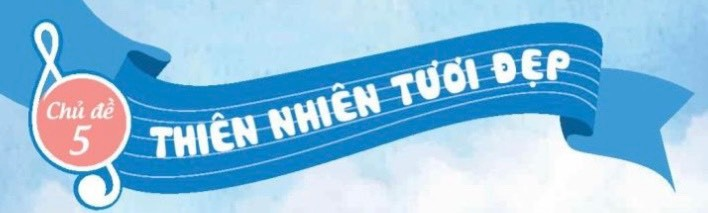 Chủ đề
5
THIÊN NHIÊN TƯƠI ĐẸP